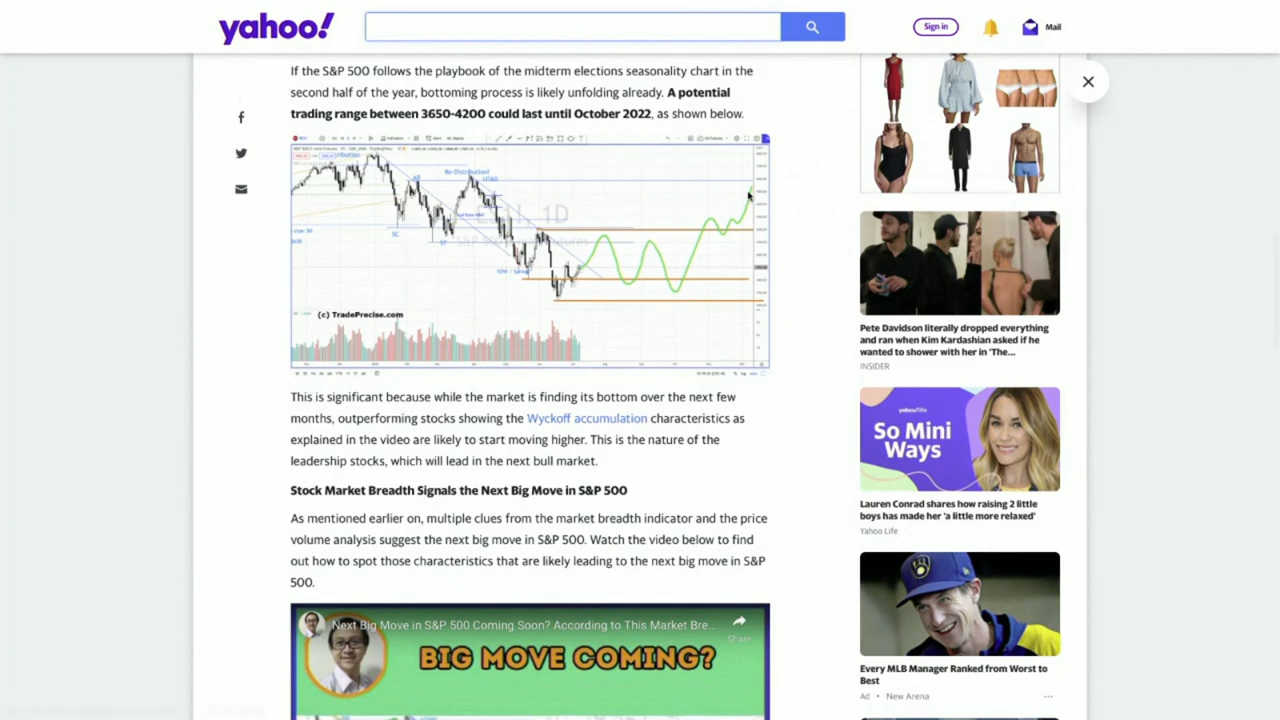 yahoo!
Sign in
Mail
If the S&P 500 follows the playbook of the midterm elections seasonality chart in the
second half of the year, bottoming process is likely unfolding already. A potential
trading range between 3650-4200 could last until October 2022, as shown below.
Re-Distribution!
UTAD
AR
SC
ST
1D
(c) TradePrecise.com
This is significant because while the market is finding its bottom over the next few
months, outperforming stocks showing the Wyckoff accumulation characteristics as
explained in the video are likely to start moving higher. This is the nature of the
leadership stocks, which will lead in the next bull market.
Stock Market Breadth Signals the Next Big Move in S&P 500
As mentioned earlier on, multiple clues from the market breadth indicator and the price
volume analysis suggest the next big move in S&P 500. Watch the video below to find
out how to spot those characteristics that are likely leading to the next big move in S&P
500.
Next Big Move in S&P 500 Coming Soon? According to This Market Bre...
Share
BIG MOVE COMING?
Pete Davidson literally dropped everything
and ran when Kim Kardashian asked if he
wanted to shower with her in 'The...
INSIDER
yahoo/life
So Mini
Ways
Lauren Conrad shares how raising 2 little
boys has made her 'a little more relaxed'
Yahoo Life
Every MLB Manager Ranked from Worst to
Best
Ad • New Arena